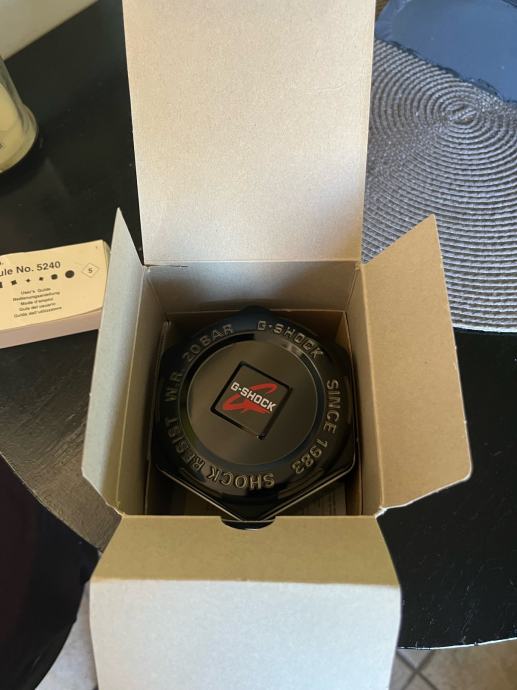 ule No. 5240
5
User's Guide
Bedienungsanleitung
Mode d'emploi
Guía del usuario
Guida dell'utilizzatore
W.R. 20BAR G-SHOCK SINCE 1983 SHOCK RESIST
G-SHOCK